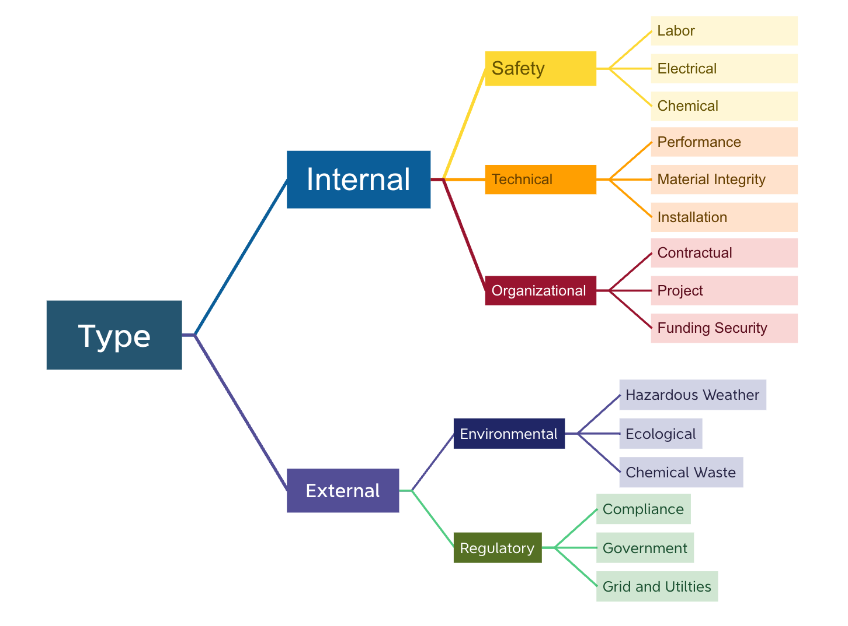 Type
Internal
Safety
Labor
Electrical
Chemical
Technical
Performance
Material Integrity
Installation
Organizational
Contractual
Project
Funding Security
External
Environmental
Hazardous Weather
Ecological
Chemical Waste
Regulatory
Compliance
Government
Grid and Utilties